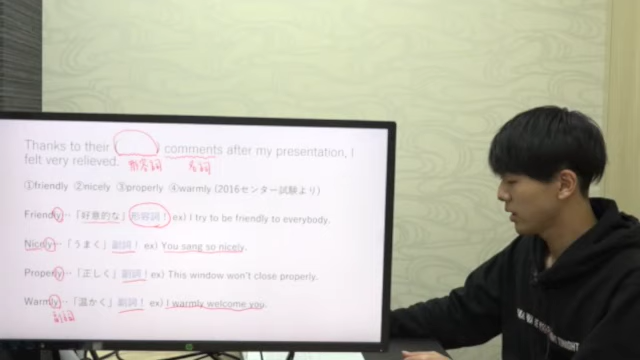 Thanks to their ( ) comments after my presentation, I
felt very relieved. 形容詞 名詞
①friendly ②nicely ③properly ④warmly (2016センター試験より)
Friendly…「好意的な」形容詞！ex) I try to be friendly to everybody.
Nicely…「うまく」副詞！ ex) You sang so nicely.
Properly…「正しく」副詞！ex) This window won't close properly.
Warmly…「温かく」副詞！ ex) I warmly welcome you.
副詞